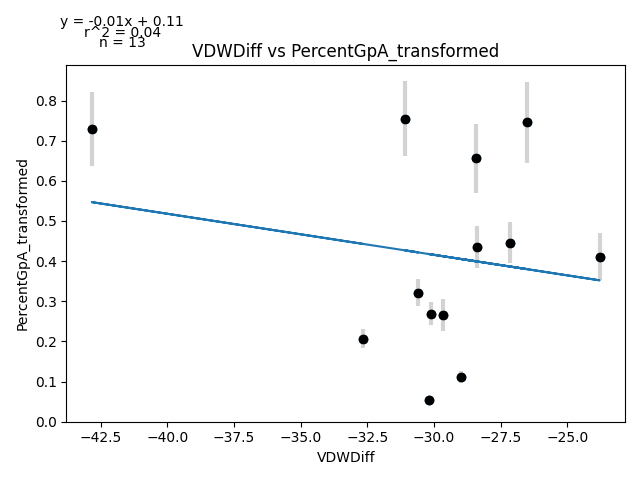 y = -0.01x + 0.11
r^2 = 0.04
n = 13
VDWDiff vs PercentGpA_transformed
PercentGpA_transformed
0.8
0.7
0.6
0.5
0.4
0.3
0.2
0.1
0.0
−42.5 −40.0 −37.5 −35.0 −32.5 −30.0 −27.5 −25.0
VDWDiff